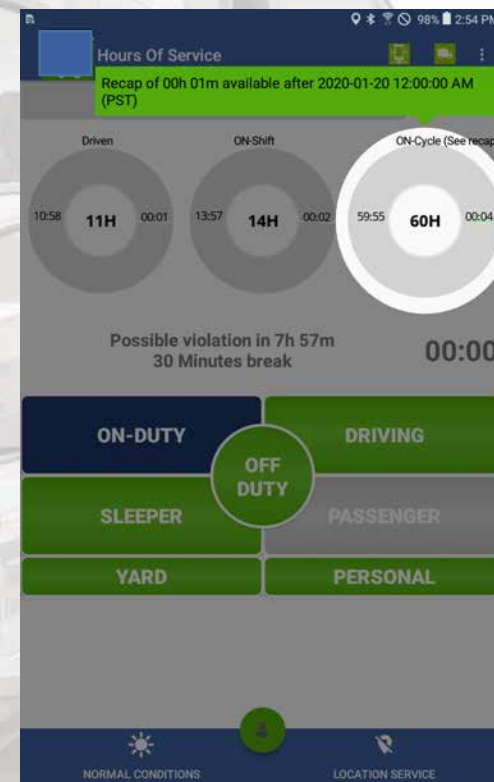 98% 2:54 PM
Hours Of Service
Recap of 00h 01m available after 2020-01-20 12:00:00 AM
(PST)
Driven ON-Shift ON-Cycle (See recap
10:58 11H 00:01 13:57 14H 00:02 59:55 60H 00:04
Possible violation in 7h 57m
30 Minutes break
00:00
ON-DUTY DRIVING
OFF
DUTY
SLEEPER PASSENGER
YARD PERSONAL
NORMAL CONDITIONS LOCATION SERVICE